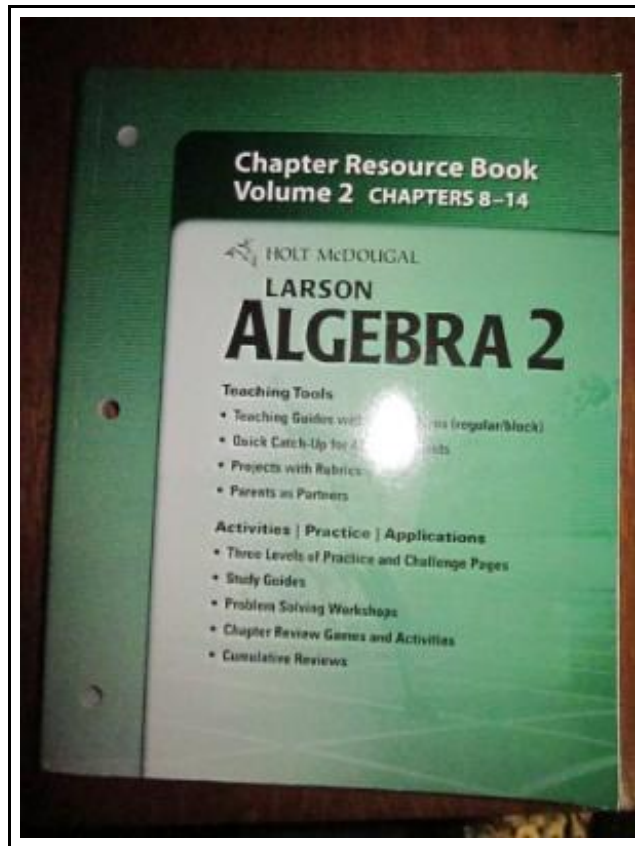 Chapter Resource Book
Volume 2 CHAPTERS 8–14
HOLT McDOUGAL
LARSON
ALGEBRA 2
Teaching Tools
• Teaching Guides (regular/block)
• Quick Catch-Up for
• Projects with Rubrics
• Parents as Partners
Activities | Practice | Applications
• Three Levels of Practice and Challenge Pages
• Study Guides
• Problem Solving Workshops
• Chapter Review Games and Activities
• Cumulative Reviews